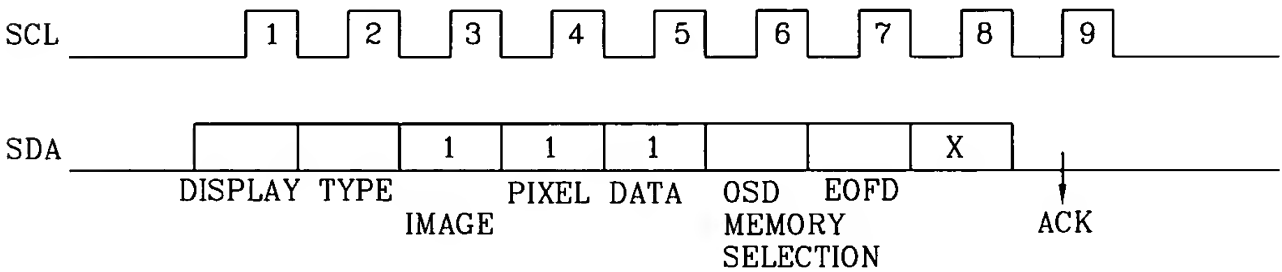 SCL 1 2 3 4 5 6 7 8 9
SDA 1 1 1 X
DISPLAY TYPE PIXEL DATA OSD EOFD
IMAGE MEMORY ACK
SELECTION